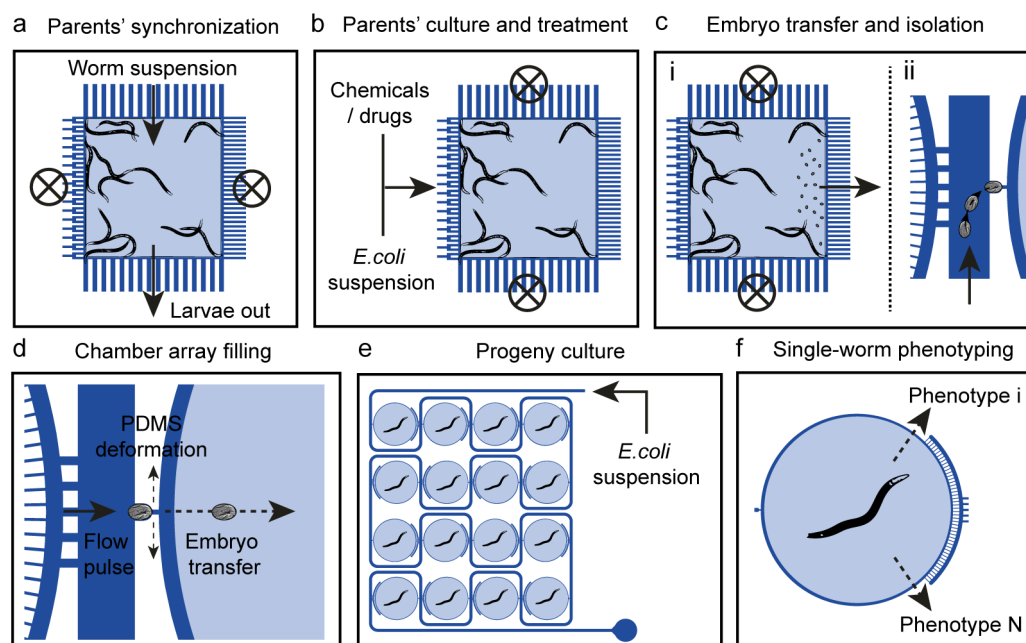 a Parents’ synchronization
Worm suspension
Larvae out
b Parents’ culture and treatment
Chemicals
/ drugs
E.coli
suspension
c Embryo transfer and isolation
i
ii
d Chamber array filling
PDMS
deformation
Flow
pulse
Embryo
transfer
e Progeny culture
E.coli
suspension
f Single-worm phenotyping
Phenotype i
Phenotype N